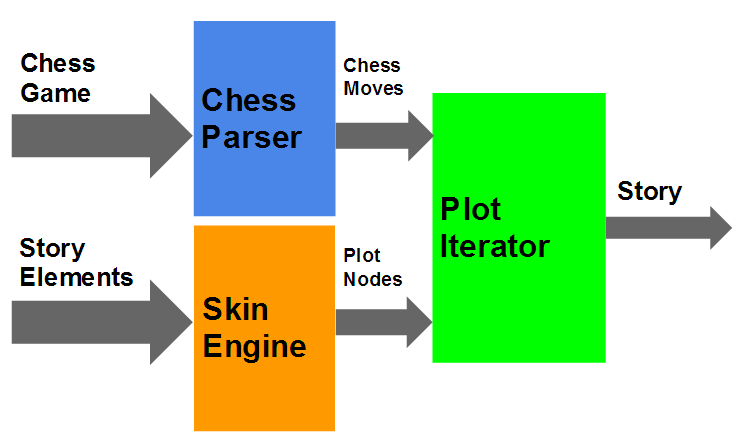 Chess
Game
Chess
Parser
Chess
Moves
Story
Elements
Skin
Engine
Plot
Nodes
Plot
Iterator
Story